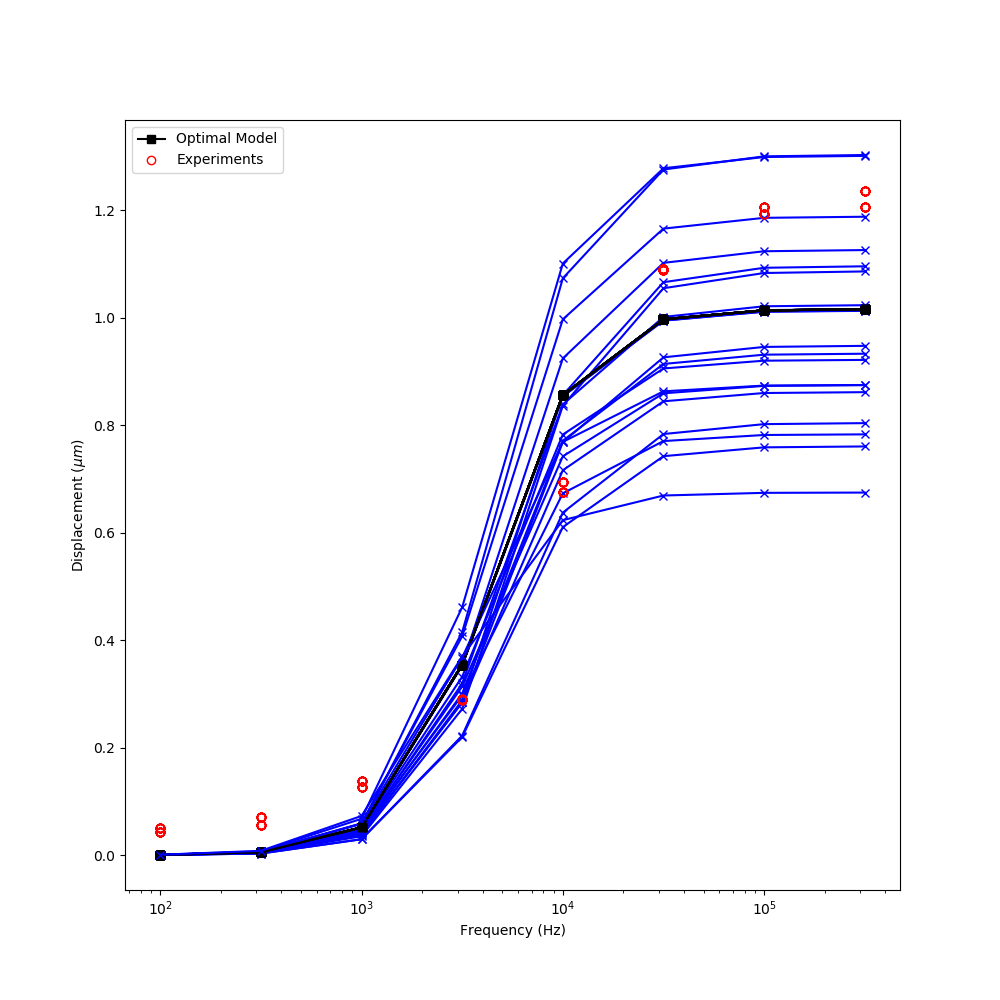 Optimal Model
Experiments
1.2
1.0
0.8
0.6
0.4
0.2
0.0
Displacement (μm)
10²
10³
10⁴
10⁵
Frequency (Hz)